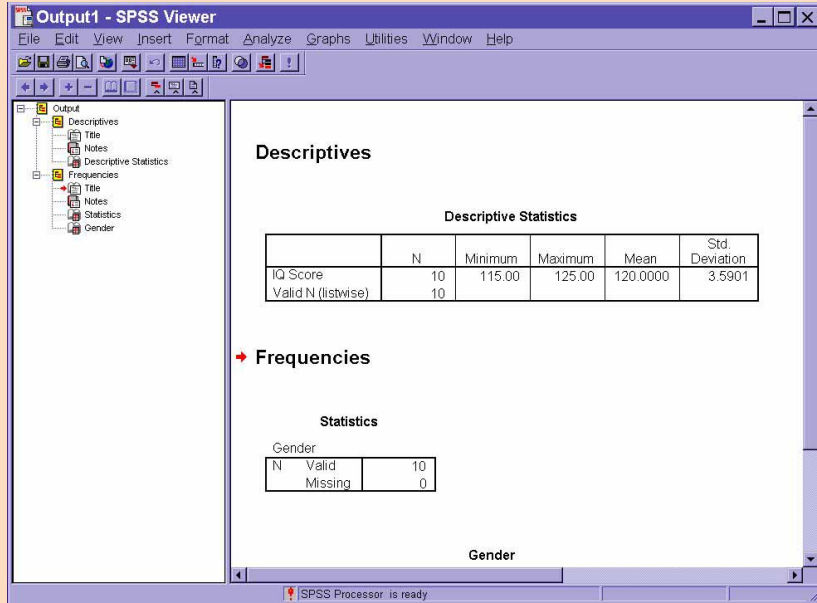 Output1 - SPSS Viewer
File Edit View Insert Format Analyze Graphs Utilities Window Help
Output
Descriptives
Title
Notes
Descriptive Statistics
Frequencies
Title
Notes
Statistics
Gender
Descriptives
Descriptive Statistics
N Minimum Maximum Mean Std. Deviation
IQ Score 10 115.00 125.00 120.0000 3.5901
Valid N (listwise) 10
Frequencies
Statistics
Gender
N Valid 10
Missing 0
Gender
SPSS Processor is ready